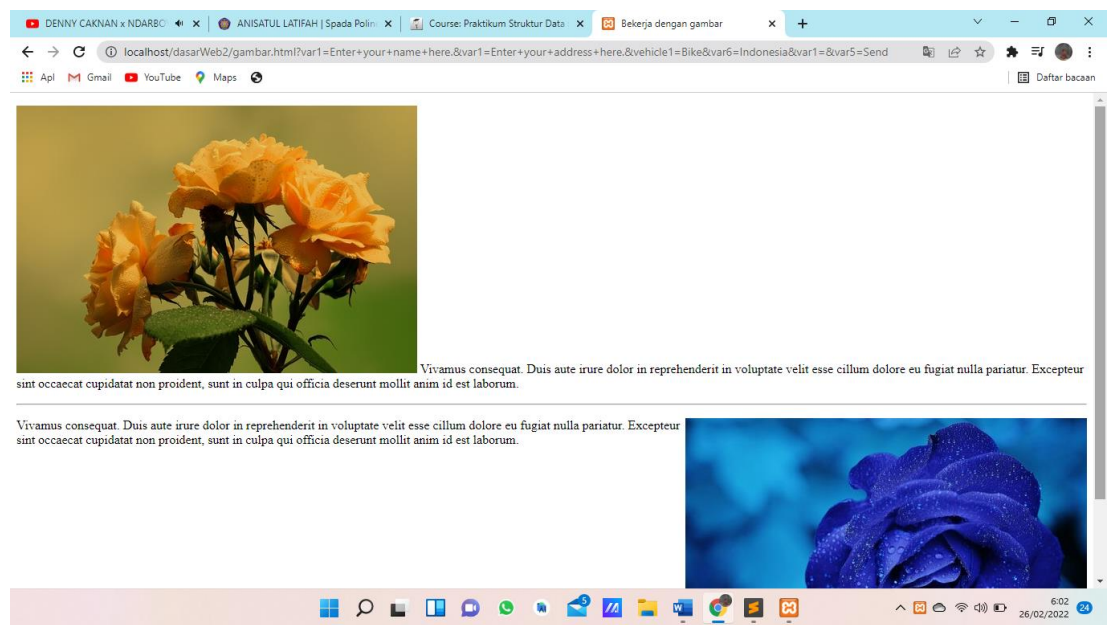 DENNY CAKNAN x NDARBO
ANISATUL LATIFAH | Spada Polin
Course: Praktikum Struktur Data
Bekerja dengan gambar
localhost/dasarWeb2/gambar.html?var1=Enter+your+name+here.&var1=Enter+your+address+here.&vehicle1=Bike&var6=Indonesia&var1=&var5=Send
Apl
Gmail
YouTube
Maps
Daftar bacaan
Vivamus consequat. Duis aute irure dolor in reprehenderit in voluptate velit esse cillum dolore eu fugiat nulla pariatur. Excepteur
sint occaecat cupidatat non proident, sunt in culpa qui officia deserunt mollit anim id est laborum.
Vivamus consequat. Duis aute irure dolor in reprehenderit in voluptate velit esse cillum dolore eu fugiat nulla pariatur. Excepteur
sint occaecat cupidatat non proident, sunt in culpa qui officia deserunt mollit anim id est laborum.
6:02
26/02/2022
24